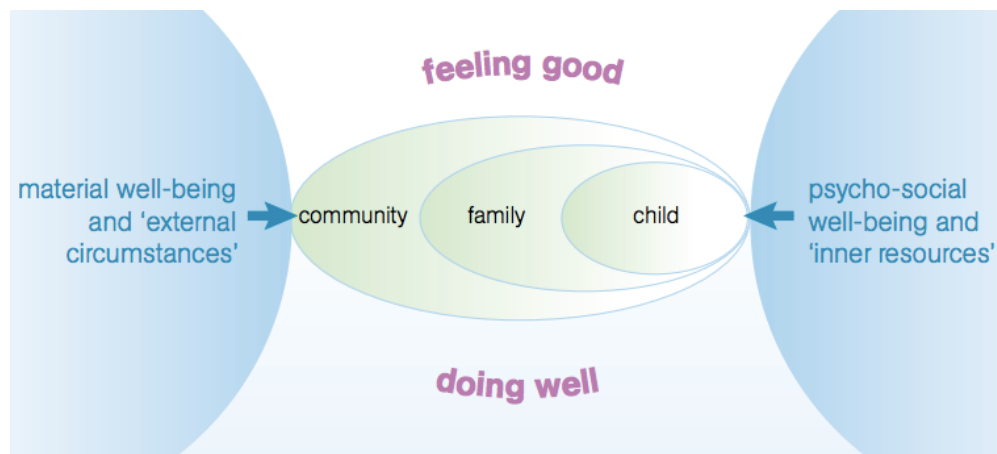 feeling good
material well-being
and 'external
circumstances'
community
family
child
psycho-social
well-being and
'inner resources'
doing well